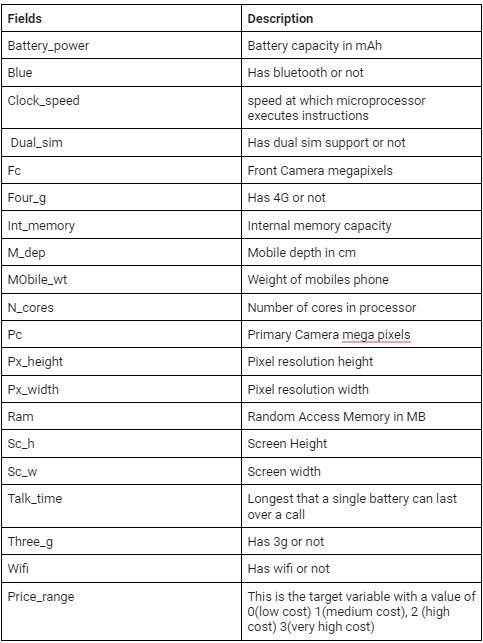 Fields Description
Battery_power Battery capacity in mAh
Blue Has bluetooth or not
Clock_speed speed at which microprocessor
executes instructions
Dual_sim Has dual sim support or not
Fc Front Camera megapixels
Four_g Has 4G or not
Int_memory Internal memory capacity
M_dep Mobile depth in cm
MObile_wt Weight of mobiles phone
N_cores Number of cores in processor
Pc Primary Camera mega pixels
Px_height Pixel resolution height
Px_width Pixel resolution width
Ram Random Access Memory in MB
Sc_h Screen Height
Sc_w Screen width
Talk_time Longest that a single battery can last
over a call
Three_g Has 3g or not
Wifi Has wifi or not
Price_range This is the target variable with a value of
0(low cost) 1(medium cost), 2 (high
cost) 3(very high cost)